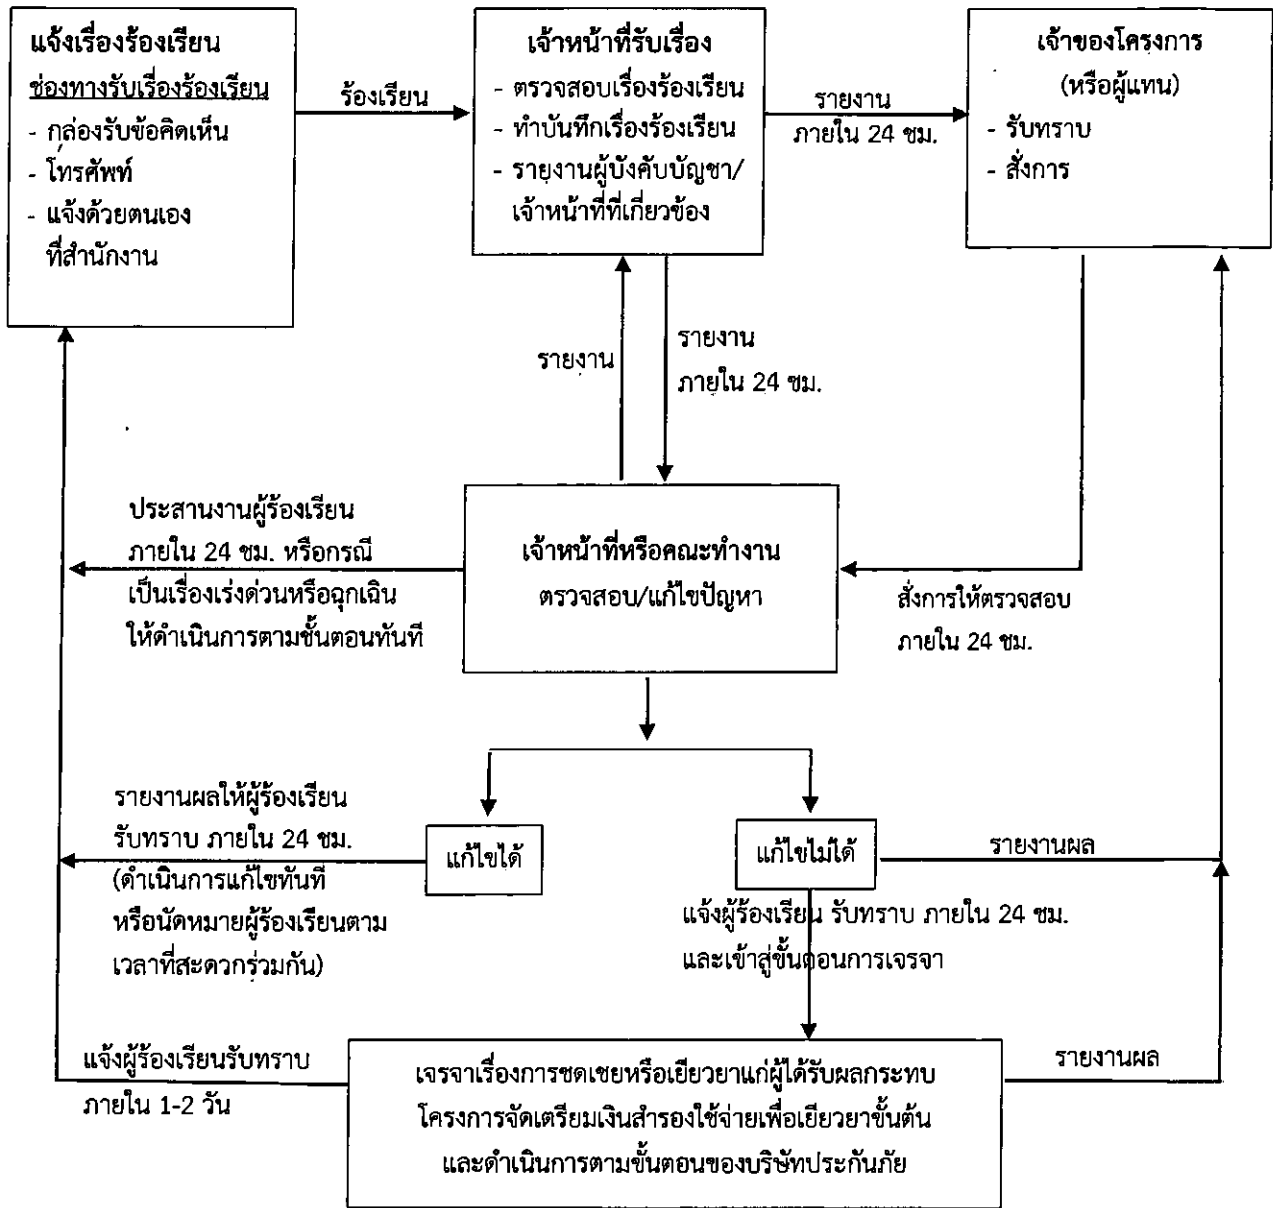 แจ้งเรื่องร้องเรียน
ช่องทางรับเรื่องร้องเรียน
- กล่องรับข้อคิดเห็น
- โทรศัพท์
- แจ้งด้วยตนเอง
ที่สำนักงาน
ร้องเรียน
เจ้าหน้าที่รับเรื่อง
- ตรวจสอบเรื่องร้องเรียน
- ทำบันทึกเรื่องร้องเรียน
- รายงานผู้บังคับบัญชา/
เจ้าหน้าที่ที่เกี่ยวข้อง
รายงาน
ภายใน 24 ชม.
เจ้าของโครงการ
(หรือผู้แทน)
- รับทราบ
- สั่งการ
รายงาน
รายงาน
ภายใน 24 ชม.
ประสานงานผู้ร้องเรียน
ภายใน 24 ชม. หรือกรณี
เป็นเรื่องเร่งด่วนหรือฉุกเฉิน
ให้ดำเนินการตามขั้นตอนทันที
เจ้าหน้าที่หรือคณะทำงาน
ตรวจสอบ/แก้ไขปัญหา
สั่งการให้ตรวจสอบ
ภายใน 24 ชม.
รายงานผลให้ผู้ร้องเรียน
รับทราบ ภายใน 24 ชม.
(ดำเนินการแก้ไขทันที
หรือนัดหมายผู้ร้องเรียนตาม
เวลาที่สะดวกร่วมกัน)
แก้ไขได้
แก้ไขไม่ได้
รายงานผล
แจ้งผู้ร้องเรียน รับทราบ ภายใน 24 ชม.
และเข้าสู่ขั้นตอนการเจรจา
แจ้งผู้ร้องเรียนรับทราบ
ภายใน 1-2 วัน
เจรจาเรื่องการชดเชยหรือเยียวยาแก่ผู้ได้รับผลกระทบ
โครงการจัดเตรียมเงินสำรองใช้จ่ายเพื่อเยียวยาขั้นต้น
และดำเนินการตามขั้นตอนของบริษัทประกันภัย
รายงานผล